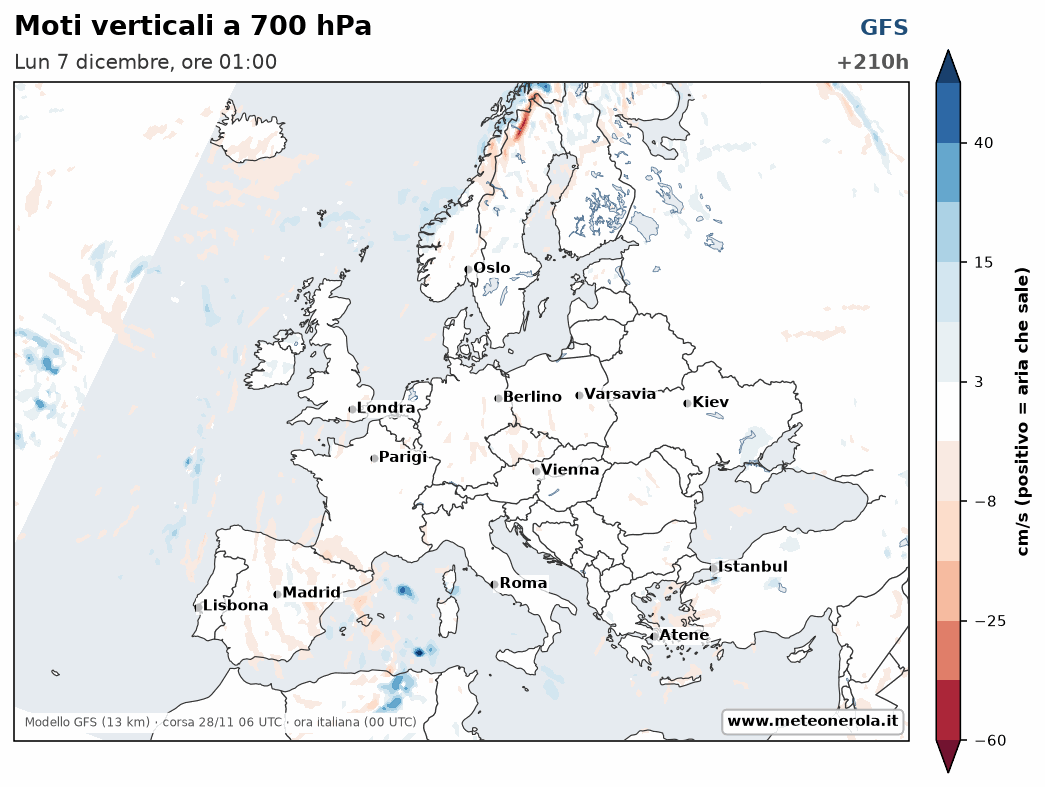 Moti verticali a 700 hPa
GFS
Lun 7 dicembre, ore 01:00
+210h
40
15
3
−8
−25
−60
cm/s (positivo = aria che sale)
Oslo
Londra
Berlino
Varsavia
Kiev
Parigi
Vienna
Istanbul
Roma
Madrid
Lisbona
Atene
Modello GFS (13 km) · corsa 28/11 06 UTC · ora italiana (00 UTC)
www.meteonerola.it